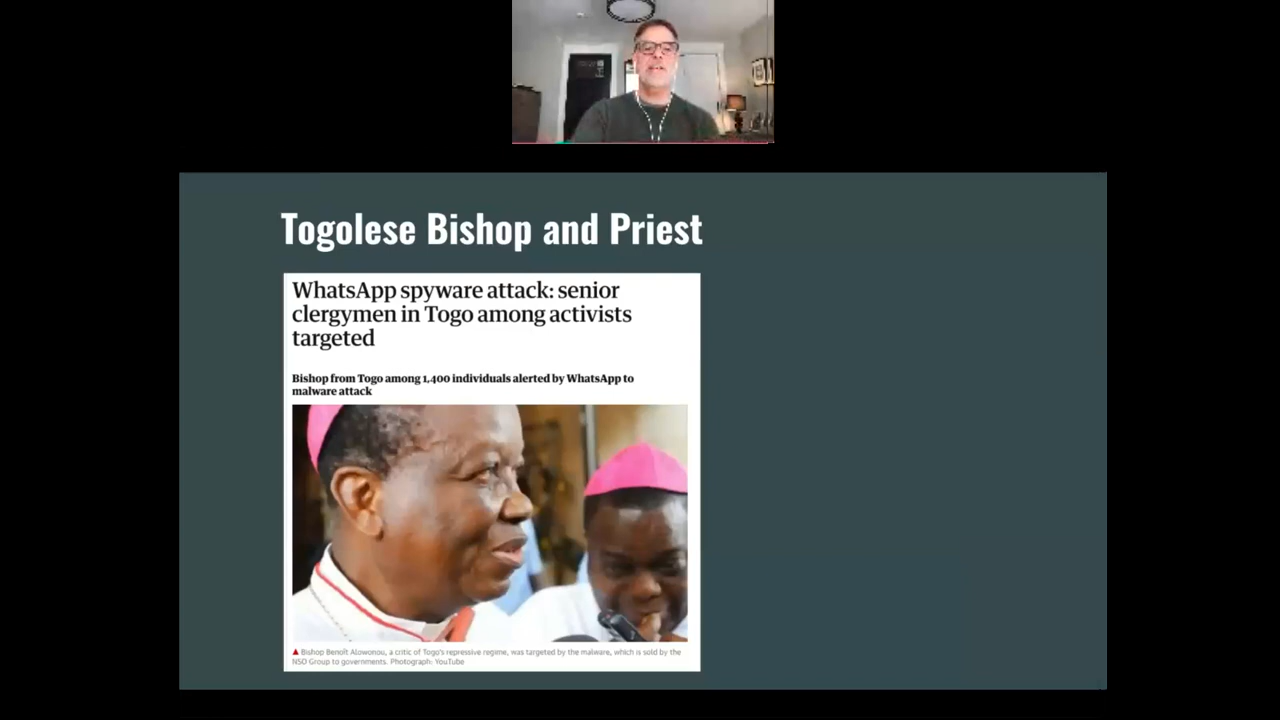 Togolese Bishop and Priest
WhatsApp spyware attack: senior
clergymen in Togo among activists
targeted
Bishop from Togo among 1,400 individuals alerted by WhatsApp to
malware attack
▲ Bishop Benoît Alowonou, a critic of Togo's repressive regime, was targeted by the malware, which is sold by the
NSO Group to governments. Photograph: YouTube